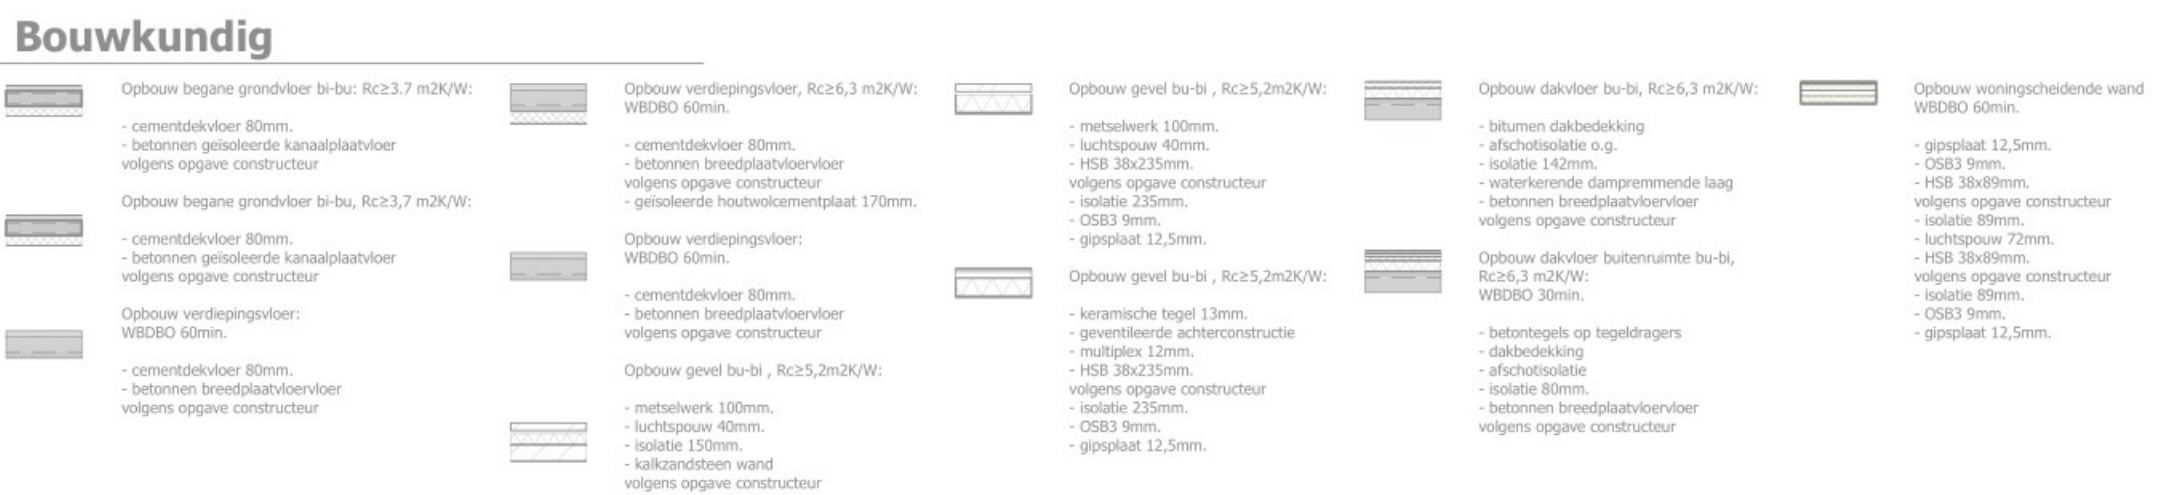 Bouwkundig
Opbouw begane grondvloer bi-bu: Rc≥3.7 m2K/W:
- cementdekvloer 80mm.
- betonnen geïsoleerde kanaalplaatvloer
volgens opgave constructeur
Opbouw begane grondvloer bi-bu, Rc≥3,7 m2K/W:
- cementdekvloer 80mm.
- betonnen geïsoleerde kanaalplaatvloer
volgens opgave constructeur
Opbouw verdiepingsvloer:
WBDBO 60min.
- cementdekvloer 80mm.
- betonnen breedplaatvloervloer
volgens opgave constructeur
Opbouw verdiepingsvloer, Rc≥6,3 m2K/W:
WBDBO 60min.
- cementdekvloer 80mm.
- betonnen breedplaatvloervloer
volgens opgave constructeur
- geïsoleerde houtwolcementplaat 170mm.
Opbouw verdiepingsvloer:
WBDBO 60min.
- cementdekvloer 80mm.
- betonnen breedplaatvloervloer
volgens opgave constructeur
Opbouw gevel bu-bi , Rc≥5,2m2K/W:
- metselwerk 100mm.
- luchtspouw 40mm.
- isolatie 150mm.
- kalkzandsteen wand
volgens opgave constructeur
Opbouw gevel bu-bi , Rc≥5,2m2K/W:
- metselwerk 100mm.
- luchtspouw 40mm.
- HSB 38x235mm.
volgens opgave constructeur
- isolatie 235mm.
- OSB3 9mm.
- gipsplaat 12,5mm.
Opbouw gevel bu-bi , Rc≥5,2m2K/W:
- keramische tegel 13mm.
- geventileerde achterconstructie
- multiplex 12mm.
- HSB 38x235mm.
volgens opgave constructeur
- isolatie 235mm.
- OSB3 9mm.
- gipsplaat 12,5mm.
Opbouw dakvloer bu-bi, Rc≥6,3 m2K/W:
- bitumen dakbedekking
- afschotisolatie o.g.
- isolatie 142mm.
- waterkerende dampremmende laag
- betonnen breedplaatvloervloer
volgens opgave constructeur
Opbouw dakvloer buitenruimte bu-bi,
Rc≥6,3 m2K/W:
WBDBO 30min.
- betontegels op tegeldragers
- dakbedekking
- afschotisolatie
- isolatie 80mm.
- betonnen breedplaatvloervloer
volgens opgave constructeur
Opbouw woningscheidende wand
WBDBO 60min.
- gipsplaat 12,5mm.
- OSB3 9mm.
- HSB 38x89mm.
volgens opgave constructeur
- isolatie 89mm.
- luchtspouw 72mm.
- HSB 38x89mm.
volgens opgave constructeur
- isolatie 89mm.
- OSB3 9mm.
- gipsplaat 12,5mm.